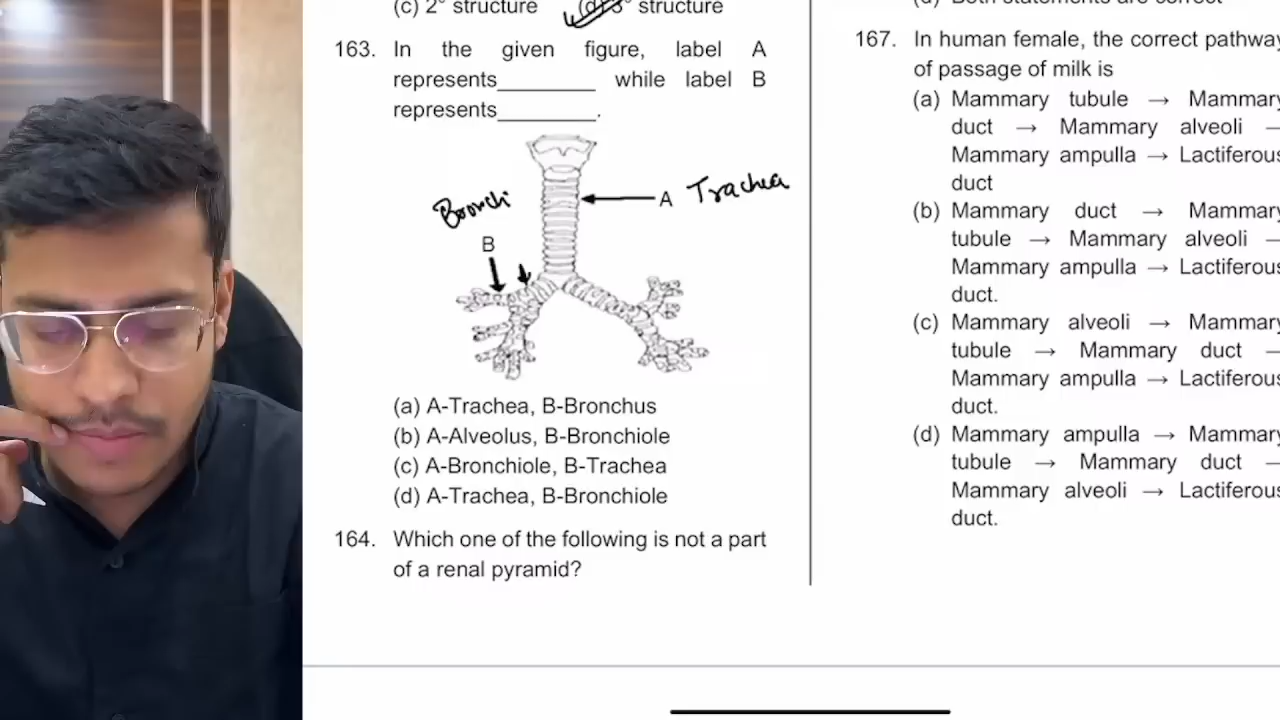 (c) 2° structure (d) 3° structure
163. In the given figure, label A
represents________ while label B
represents________.
Bronchi
A Trachea
B
(a) A-Trachea, B-Bronchus
(b) A-Alveolus, B-Bronchiole
(c) A-Bronchiole, B-Trachea
(d) A-Trachea, B-Bronchiole
164. Which one of the following is not a part
of a renal pyramid?
(d) Both statements are correct
167. In human female, the correct pathway
of passage of milk is
(a) Mammary tubule → Mammary
duct → Mammary alveoli →
Mammary ampulla → Lactiferous
duct
(b) Mammary duct → Mammary
tubule → Mammary alveoli →
Mammary ampulla → Lactiferous
duct.
(c) Mammary alveoli → Mammary
tubule → Mammary duct →
Mammary ampulla → Lactiferous
duct.
(d) Mammary ampulla → Mammary
tubule → Mammary duct →
Mammary alveoli → Lactiferous
duct.